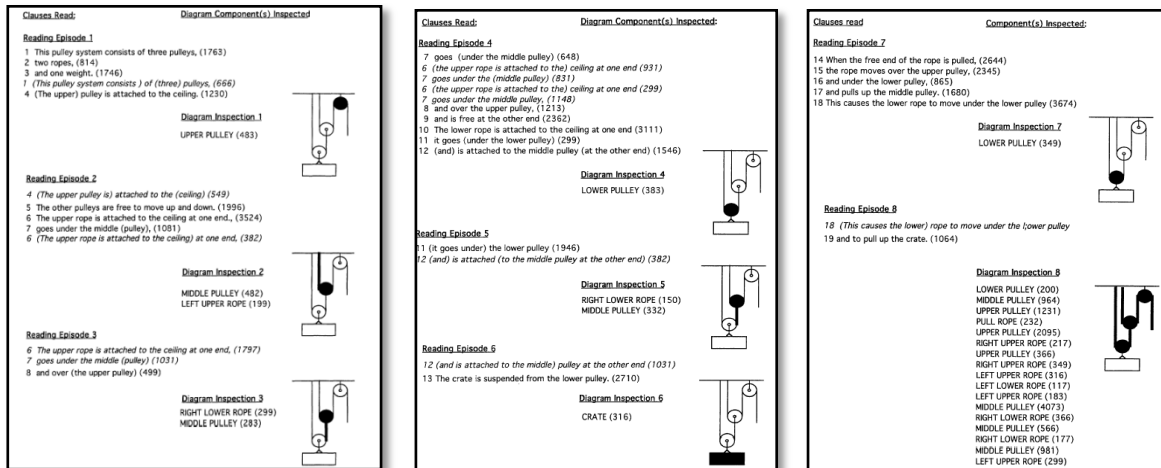 Clauses Read:
Diagram Component(s) Inspected
Reading Episode 1
1 This pulley system consists of three pulleys, (1763)
2 two ropes, (814)
3 and one weight. (1746)
1 (This pulley system consists ) of (three) pulleys, (666)
4 (The upper) pulley is attached to the ceiling. (1230)
Diagram Inspection 1
UPPER PULLEY (483)
Reading Episode 2
4 (The upper pulley is) attached to the (ceiling) (549)
5 The other pulleys are free to move up and down. (1996)
6 The upper rope is attached to the ceiling at one end., (3524)
7 goes under the middle (pulley), (1081)
6 (The upper rope is attached to the ceiling) at one end, (382)
Diagram Inspection 2
MIDDLE PULLEY (482)
LEFT UPPER ROPE (199)
Reading Episode 3
6 The upper rope is attached to the ceiling at one end, (1797)
7 goes under the middle (pulley) (1031)
8 and over (the upper pulley) (499)
Diagram Inspection 3
RIGHT LOWER ROPE (299)
MIDDLE PULLEY (283)
Clauses Read:
Diagram Component(s) Inspected:
Reading Episode 4
7 goes (under the middle pulley) (648)
6 (the upper rope is attached to the) ceiling at one end (931)
7 goes under the (middle pulley) (831)
6 (the upper rope is attached to the) ceiling at one end (299)
7 goes under the middle pulley, (1148)
8 and over the upper pulley, (1213)
9 and is free at the other end (2362)
10 The lower rope is attached to the ceiling at one end (3111)
11 it goes (under the lower pulley) (299)
12 (and) is attached to the middle pulley (at the other end) (1546)
Diagram Inspection 4
LOWER PULLEY (383)
Reading Episode 5
11 (it goes under) the lower pulley (1946)
12 (and) is attached (to the middle pulley at the other end) (382)
Diagram Inspection 5
RIGHT LOWER ROPE (150)
MIDDLE PULLEY (332)
Reading Episode 6
12 (and is attached to the middle) pulley at the other end (1031)
13 The crate is suspended from the lower pulley. (2710)
Diagram Inspection 6
CRATE (316)
Clauses read
Component(s) Inspected:
Reading Episode 7
14 When the free end of the rope is pulled, (2644)
15 the rope moves over the upper pulley, (2345)
16 and under the lower pulley, (865)
17 and pulls up the middle pulley. (1680)
18 This causes the lower rope to move under the lower pulley (3674)
Diagram Inspection 7
LOWER PULLEY (349)
Reading Episode 8
18 (This causes the lower) rope to move under the l;ower pulley
19 and to pull up the crate. (1064)
Diagram Inspection 8
LOWER PULLEY (200)
MIDDLE PULLEY (964)
UPPER PULLEY (1231)
PULL ROPE (232)
UPPER PULLEY (2095)
RIGHT UPPER ROPE (217)
UPPER PULLEY (366)
RIGHT UPPER ROPE (349)
LEFT UPPER ROPE (316)
LEFT LOWER ROPE (117)
LEFT UPPER ROPE (183)
MIDDLE PULLEY (4073)
RIGHT LOWER ROPE (366)
MIDDLE PULLEY (566)
RIGHT LOWER ROPE (177)
MIDDLE PULLEY (981)
LEFT UPPER ROPE (299)